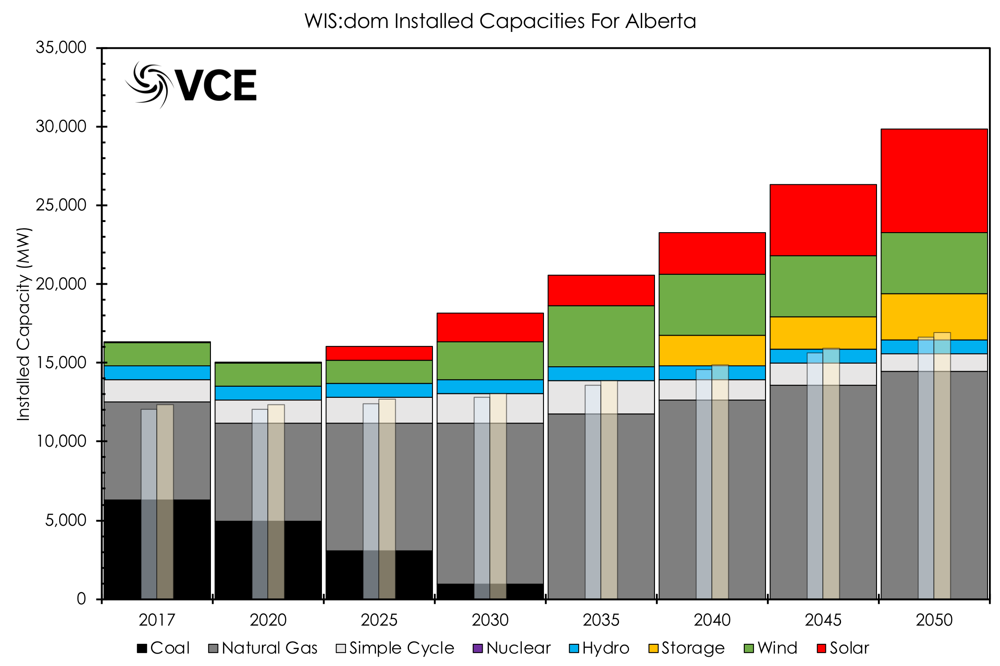 WIS:dom Installed Capacities For Alberta
VCE
Installed Capacity (MW)
35,000
30,000
25,000
20,000
15,000
10,000
5,000
0
2017 2020 2025 2030 2035 2040 2045 2050
Coal Natural Gas Simple Cycle Nuclear Hydro Storage Wind Solar